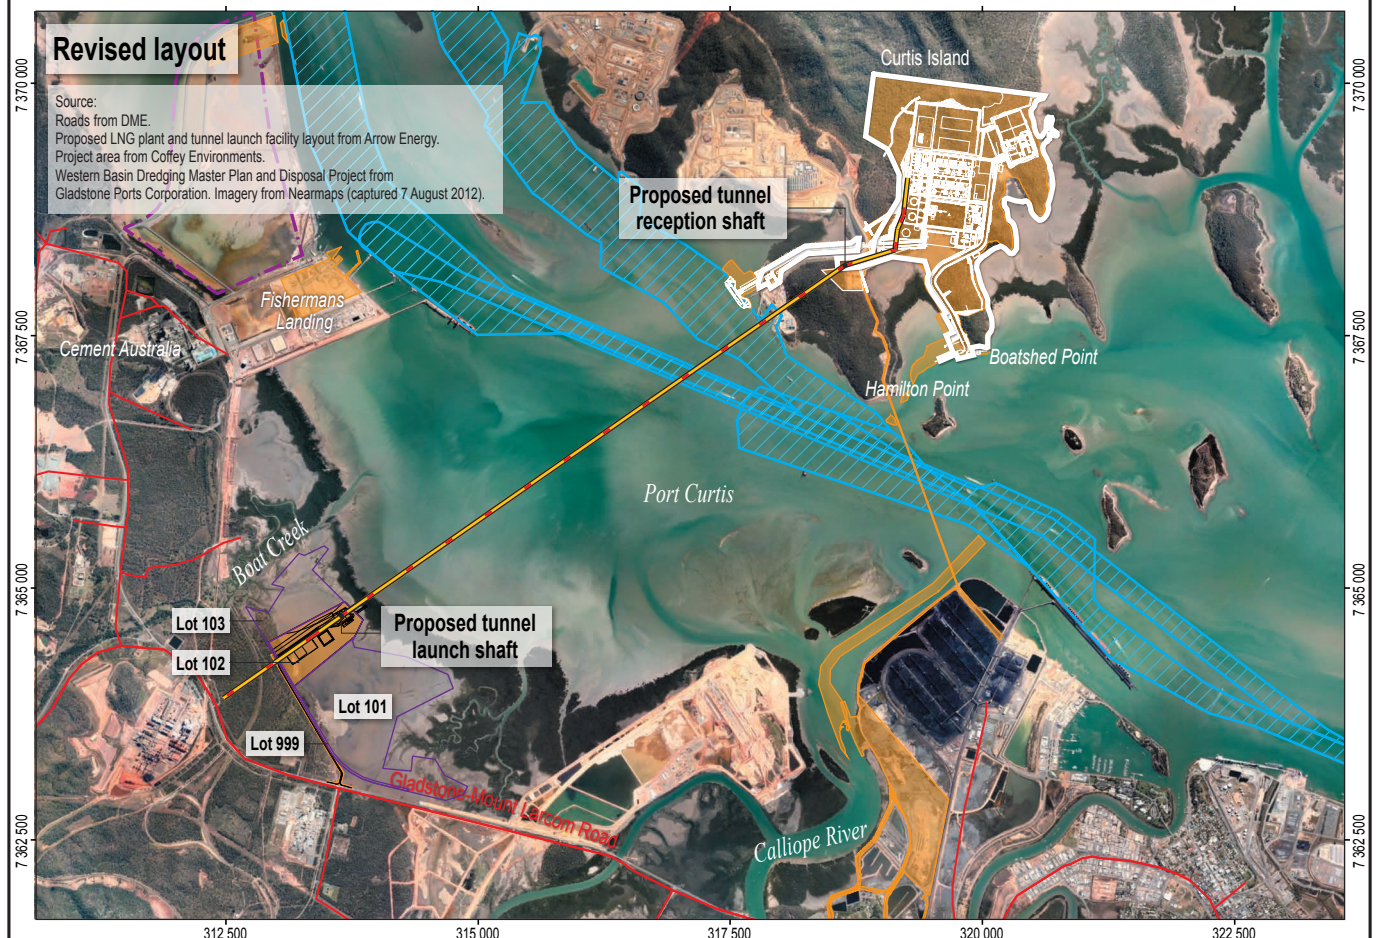 Revised layout
Source:
Roads from DME.
Proposed LNG plant and tunnel launch facility layout from Arrow Energy.
Project area from Coffey Environments.
Western Basin Dredging Master Plan and Disposal Project from
Gladstone Ports Corporation. Imagery from Nearmaps (captured 7 August 2012).
Curtis Island
7 370 000
7 370 000
Proposed tunnel
reception shaft
Fishermans
Landing
7 367 500
7 367 500
Cement Australia
Boatshed Point
Hamilton Point
Port Curtis
Boat Creek
7 365 000
7 365 000
Lot 103
Proposed tunnel
launch shaft
Lot 102
Lot 101
Lot 999
Gladstone-Mount Larcom Road
Calliope River
7 362 500
7 362 500
312 500
315 000
317 500
320 000
322 500